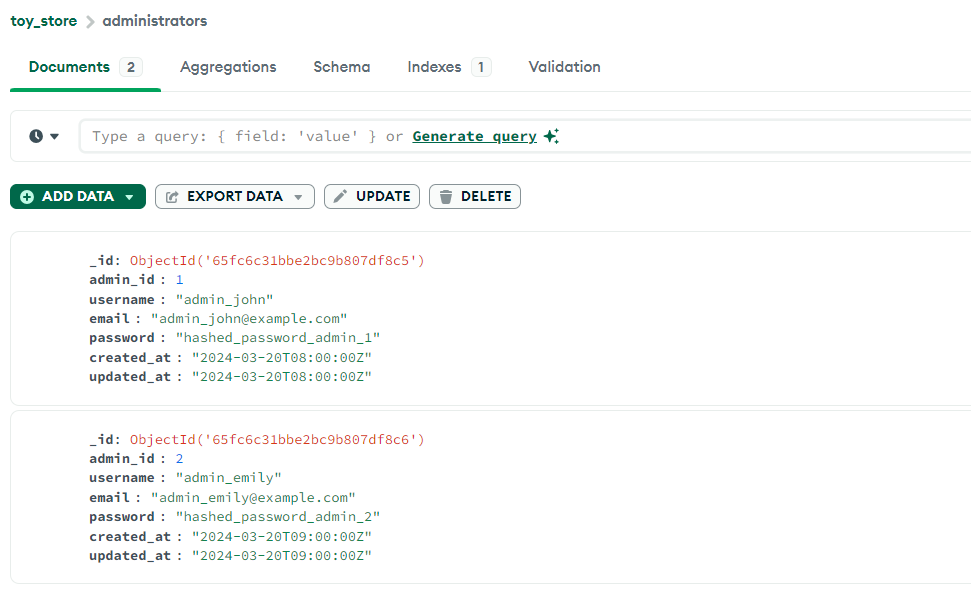 toy_store > administrators
Documents 2 Aggregations Schema Indexes 1 Validation
Type a query: { field: 'value' } or Generate query
ADD DATA EXPORT DATA UPDATE DELETE
_id: ObjectId('65fc6c31bbe2bc9b807df8c5')
admin_id : 1
username : "admin_john"
email : "admin_john@example.com"
password : "hashed_password_admin_1"
created_at : "2024-03-20T08:00:00Z"
updated_at : "2024-03-20T08:00:00Z"
_id: ObjectId('65fc6c31bbe2bc9b807df8c6')
admin_id : 2
username : "admin_emily"
email : "admin_emily@example.com"
password : "hashed_password_admin_2"
created_at : "2024-03-20T09:00:00Z"
updated_at : "2024-03-20T09:00:00Z"